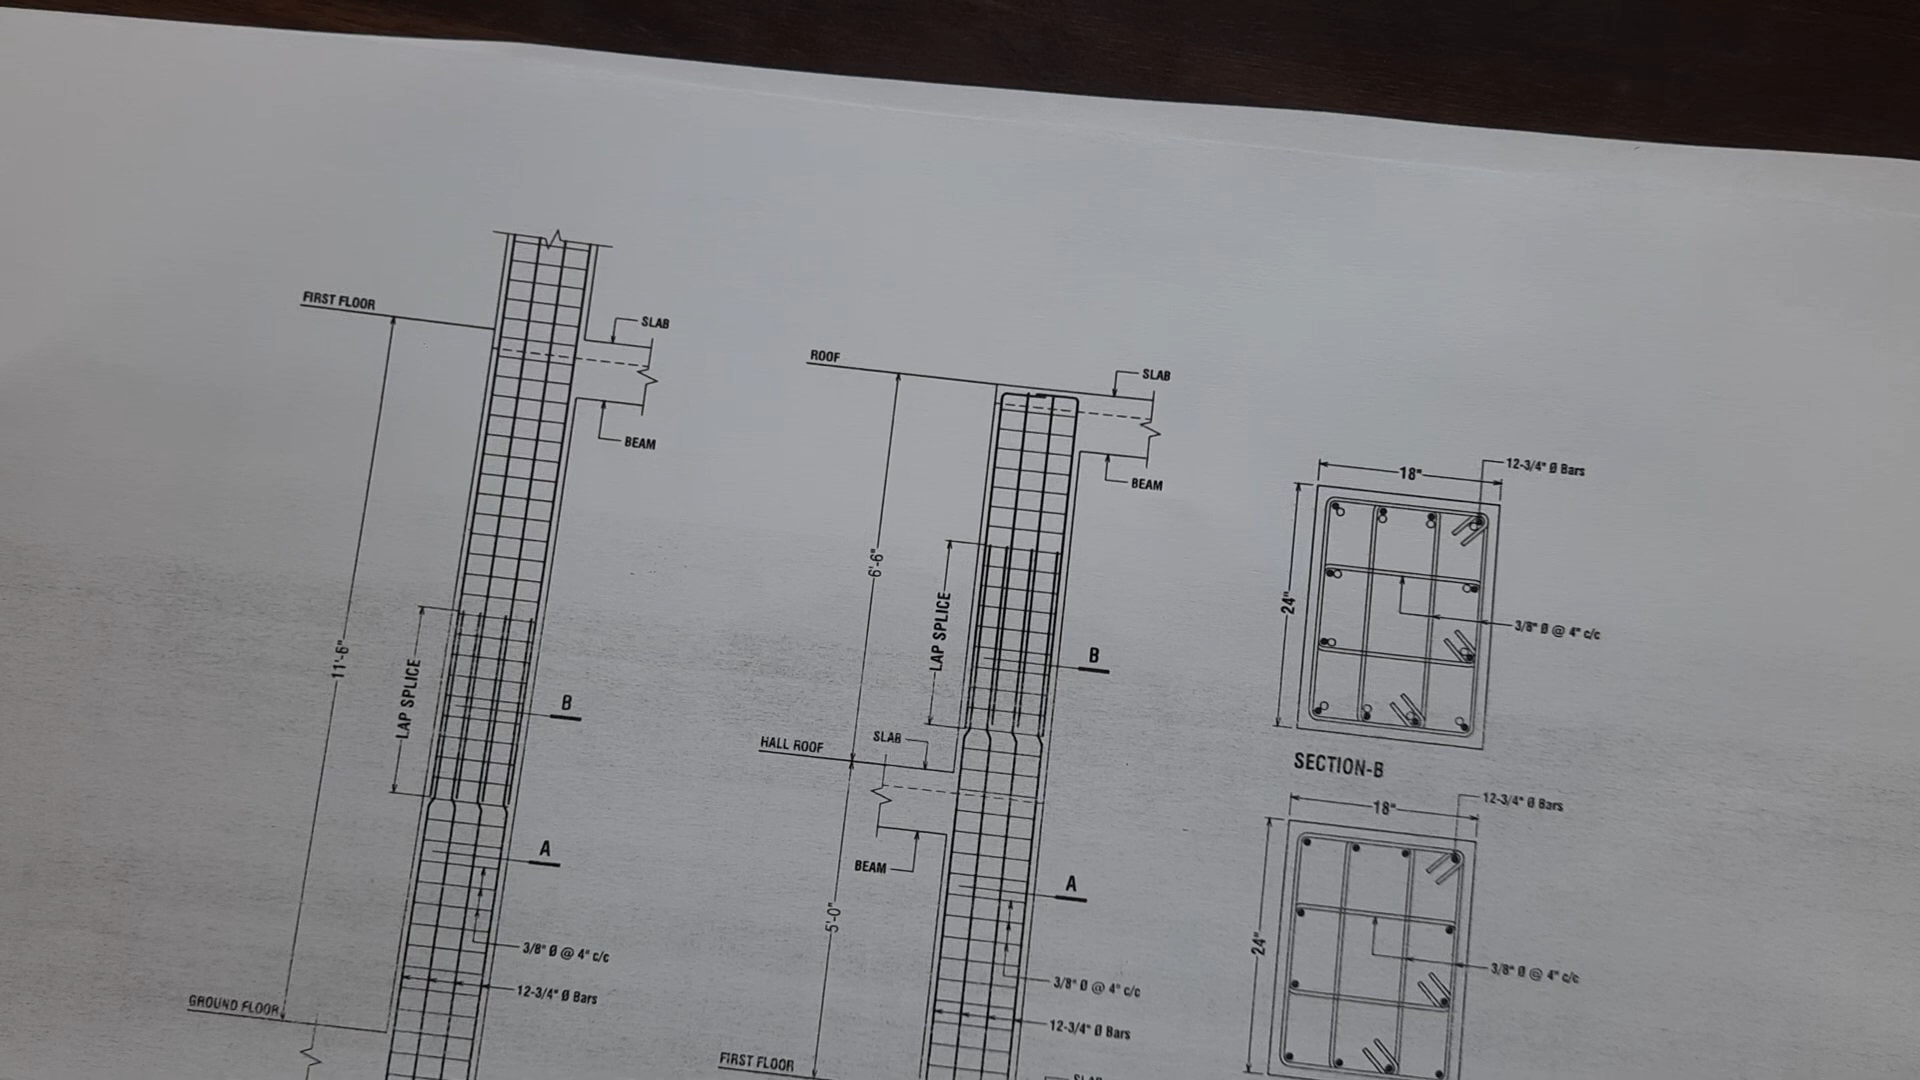 FIRST FLOOR
SLAB
BEAM
11'-6"
LAP SPLICE
B
A
3/8" Ø @ 4" c/c
12-3/4" Ø Bars
GROUND FLOOR
ROOF
SLAB
BEAM
6'-6"
LAP SPLICE
B
HALL ROOF
SLAB
BEAM
A
5'-0"
3/8" Ø @ 4" c/c
12-3/4" Ø Bars
FIRST FLOOR
SLAB
18"
12-3/4" Ø Bars
24"
3/8" Ø @ 4" c/c
SECTION-B
18"
12-3/4" Ø Bars
24"
3/8" Ø @ 4" c/c